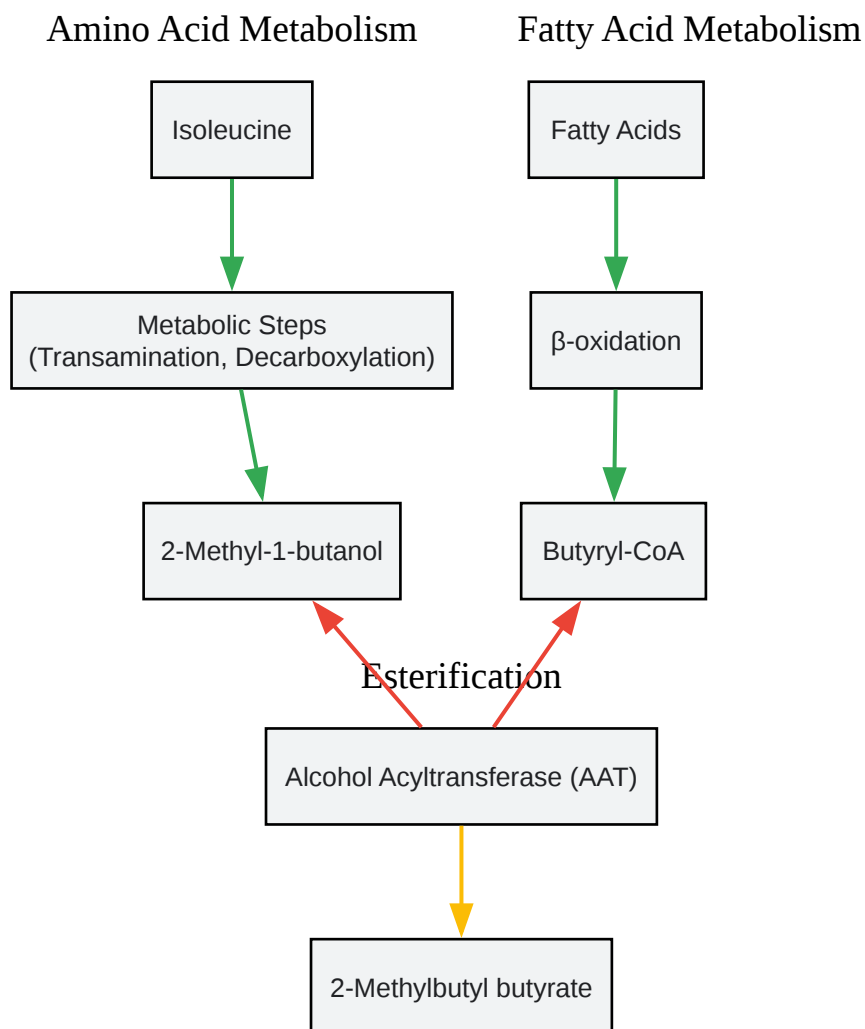 Amino Acid Metabolism
Fatty Acid Metabolism
Isoleucine
Fatty Acids
Metabolic Steps
(Transamination, Decarboxylation)
β-oxidation
2-Methyl-1-butanol
Butyryl-CoA
Esterification
Alcohol Acyltransferase (AAT)
2-Methylbutyl butyrate